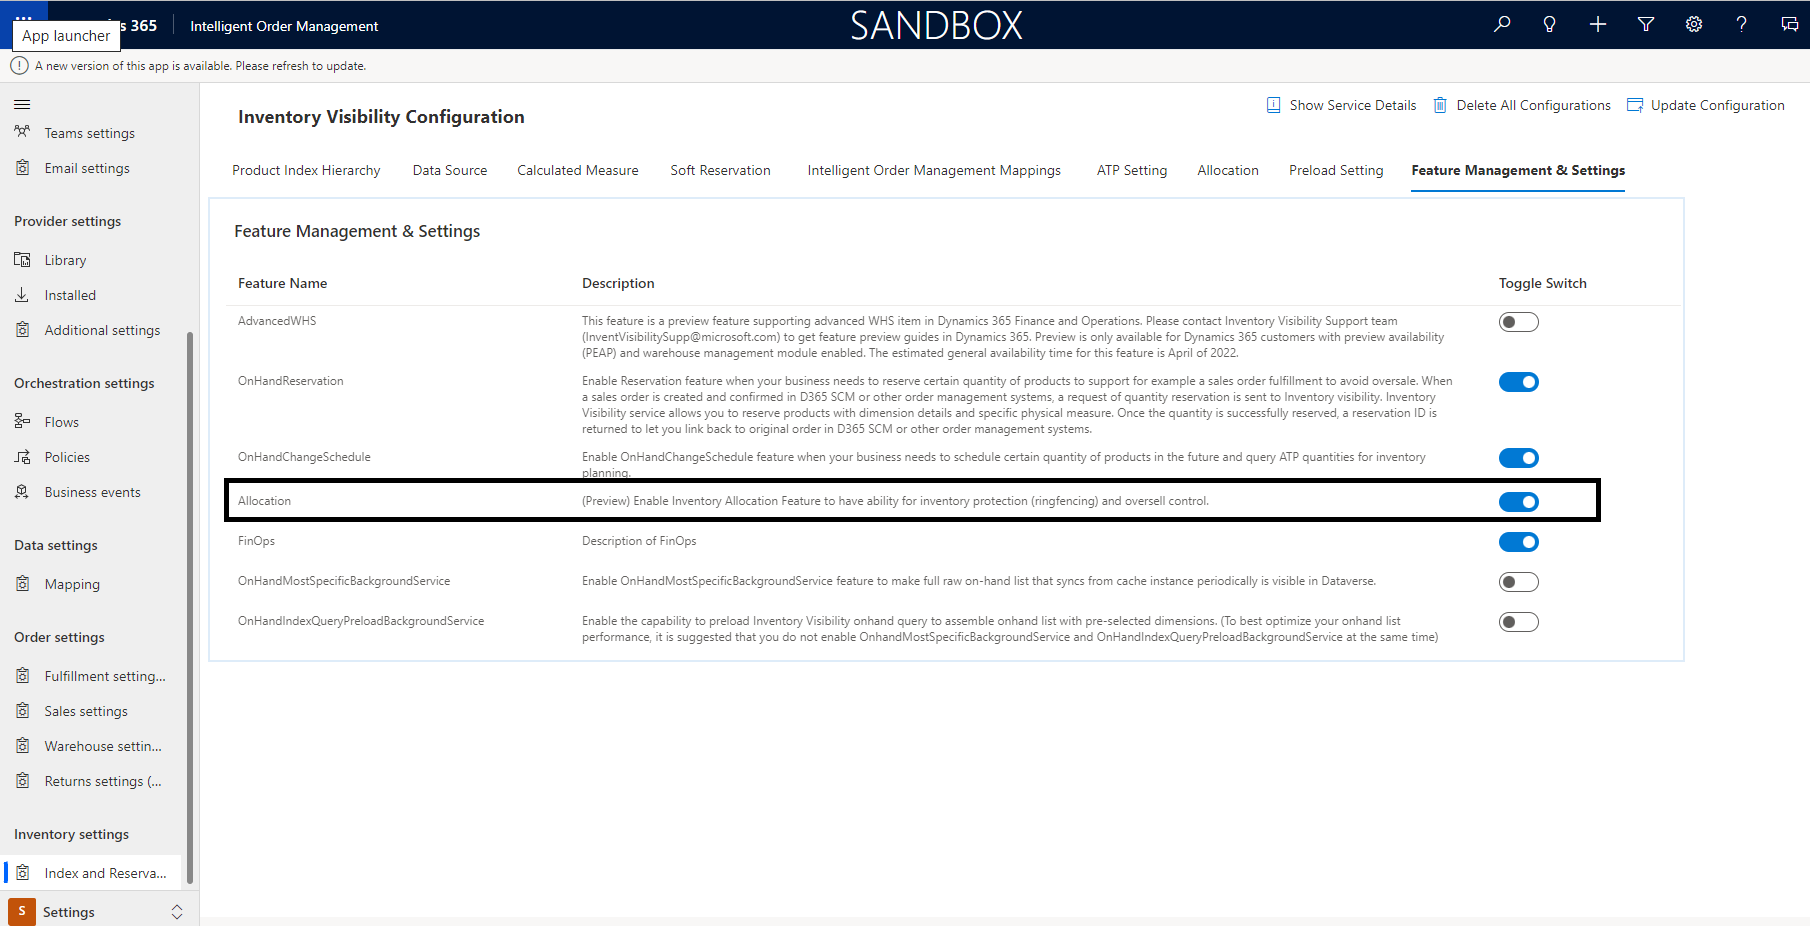 s 365
Intelligent Order Management
SANDBOX
App launcher
A new version of this app is available. Please refresh to update.
Teams settings
Email settings
Provider settings
Library
Installed
Additional settings
Orchestration settings
Flows
Policies
Business events
Data settings
Mapping
Order settings
Fulfillment setting...
Sales settings
Warehouse settin...
Returns settings (...
Inventory settings
Index and Reserva...
S
Settings
Inventory Visibility Configuration
Show Service Details
Delete All Configurations
Update Configuration
Product Index Hierarchy
Data Source
Calculated Measure
Soft Reservation
Intelligent Order Management Mappings
ATP Setting
Allocation
Preload Setting
Feature Management & Settings
Feature Management & Settings
Feature Name
Description
Toggle Switch
AdvancedWHS
This feature is a preview feature supporting advanced WHS item in Dynamics 365 Finance and Operations. Please contact Inventory Visibility Support team
(InventVisibilitySupp@microsoft.com) to get feature preview guides in Dynamics 365. Preview is only available for Dynamics 365 customers with preview availability
(PEAP) and warehouse management module enabled. The estimated general availability time for this feature is April of 2022.
OnHandReservation
Enable Reservation feature when your business needs to reserve certain quantity of products to support for example a sales order fulfillment to avoid oversale. When
a sales order is created and confirmed in D365 SCM or other order management systems, a request of quantity reservation is sent to Inventory visibility. Inventory
Visibility service allows you to reserve products with dimension details and specific physical measure. Once the quantity is successfully reserved, a reservation ID is
returned to let you link back to original order in D365 SCM or other order management systems.
OnHandChangeSchedule
Enable OnHandChangeSchedule feature when your business needs to schedule certain quantity of products in the future and query ATP quantities for inventory
planning.
Allocation
(Preview) Enable Inventory Allocation Feature to have ability for inventory protection (ringfencing) and oversell control.
FinOps
Description of FinOps
OnHandMostSpecificBackgroundService
Enable OnHandMostSpecificBackgroundService feature to make full raw on-hand list that syncs from cache instance periodically is visible in Dataverse.
OnHandIndexQueryPreloadBackgroundService
Enable the capability to preload Inventory Visibility onhand query to assemble onhand list with pre-selected dimensions. (To best optimize your onhand list
performance, it is suggested that you do not enable OnhandMostSpecificBackgroundService and OnHandIndexQueryPreloadBackgroundService at the same time)